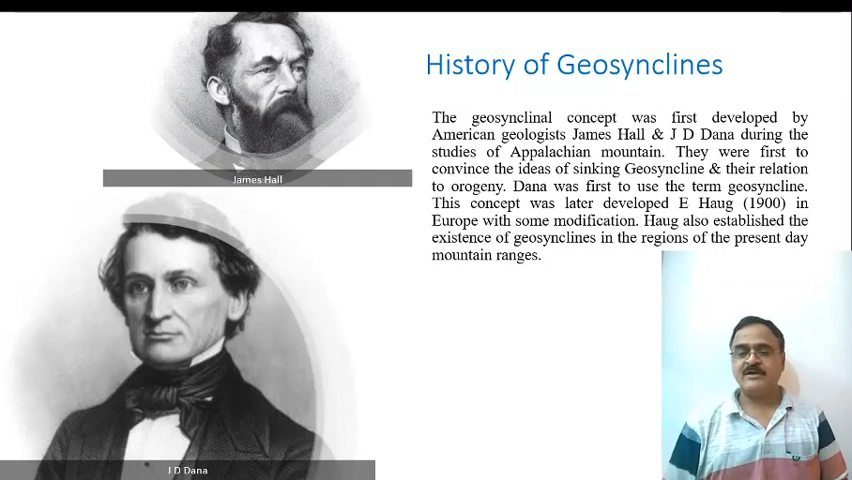 History of Geosynclines
The geosynclinal concept was first developed by
American geologists James Hall & J D Dana during the
studies of Appalachian mountain. They were first to
convince the ideas of sinking Geosyncline & their relation
to orogeny. Dana was first to use the term geosyncline.
This concept was later developed E Haug (1900) in
Europe with some modification. Haug also established the
existence of geosynclines in the regions of the present day
mountain ranges.
James Hall
J D Dana